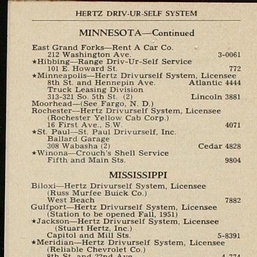 HERTZ DRIV-UR-SELF SYSTEM
MINNESOTA—Continued
East Grand Forks—Rent A Car Co.
212 Washington Ave. 3-0061
★Hibbing—Range Driv-Ur-Self Service
101 E. Howard St. 772
★Minneapolis—Hertz Drivurself System, Licensee
8th St. and Hennepin Ave. Atlantic 4444
Truck Leasing Division
313-321 So. 5th St. (2) Lincoln 3881
Moorhead—(See Fargo, N. D.)
Rochester—Hertz Drivurself System, Licensee
(Rochester Yellow Cab Corp.)
16 First Ave., S.W. 4071
★St. Paul—St. Paul Drivurself, Inc.
Ballard Garage
308 Wabasha (2) Cedar 4828
★Winona—Crouch's Shell Service
Fifth and Main Sts. 9804
MISSISSIPPI
Biloxi—Hertz Drivurself System, Licensee
(Russ Murfee Buick Co.)
West Beach 7882
Gulfport—Hertz Drivurself System, Licensee
(Station to be opened Fall, 1951)
★Jackson—Hertz Drivurself System, Licensee
(Stuart Hertz, Inc.)
Capitol and Mill Sts. 5-8391
★Meridian—Hertz Drivurself System, Licensee
(Reliable Chevrolet Co.)
8th St. and 22nd Ave. 4-774